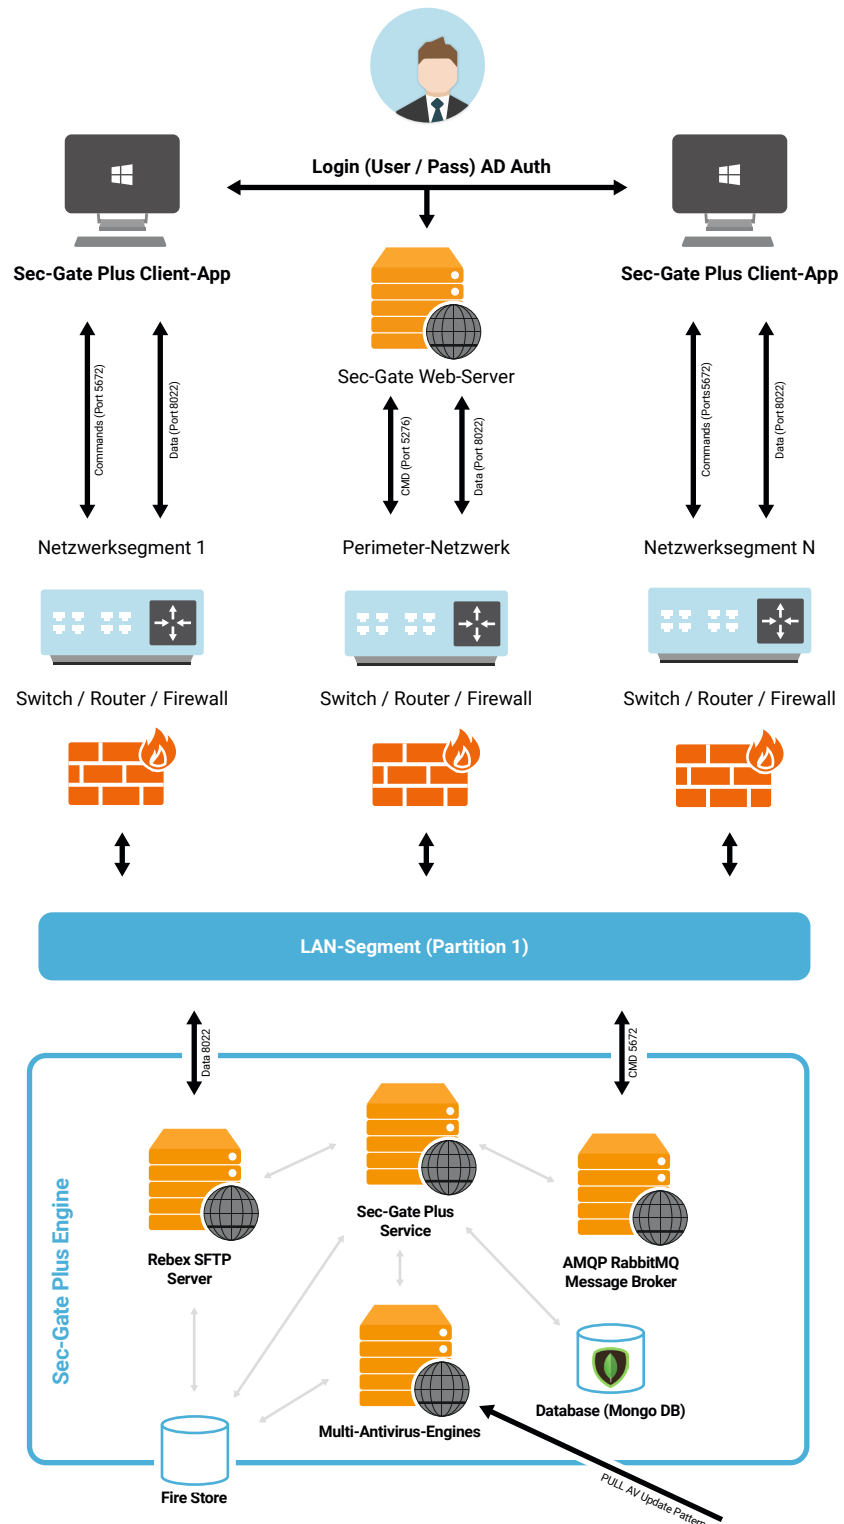 Login (User / Pass) AD Auth
Sec-Gate Plus Client-App
Sec-Gate Plus Client-App
Sec-Gate Web-Server
Commands (Port 5672)
Data (Port 8022)
CMD (Port 5276)
Data (Port 8022)
Commands (Ports5672)
Data (Port 8022)
Netzwerksegment 1
Perimeter-Netzwerk
Netzwerksegment N
Switch / Router / Firewall
Switch / Router / Firewall
Switch / Router / Firewall
LAN-Segment (Partition 1)
Data 8022
CMD 5672
Sec-Gate Plus Engine
Sec-Gate Plus
Service
Rebex SFTP
Server
AMQP RabbitMQ
Message Broker
Database (Mongo DB)
Multi-Antivirus-Engines
PULL AV Update Pattern
Fire Store